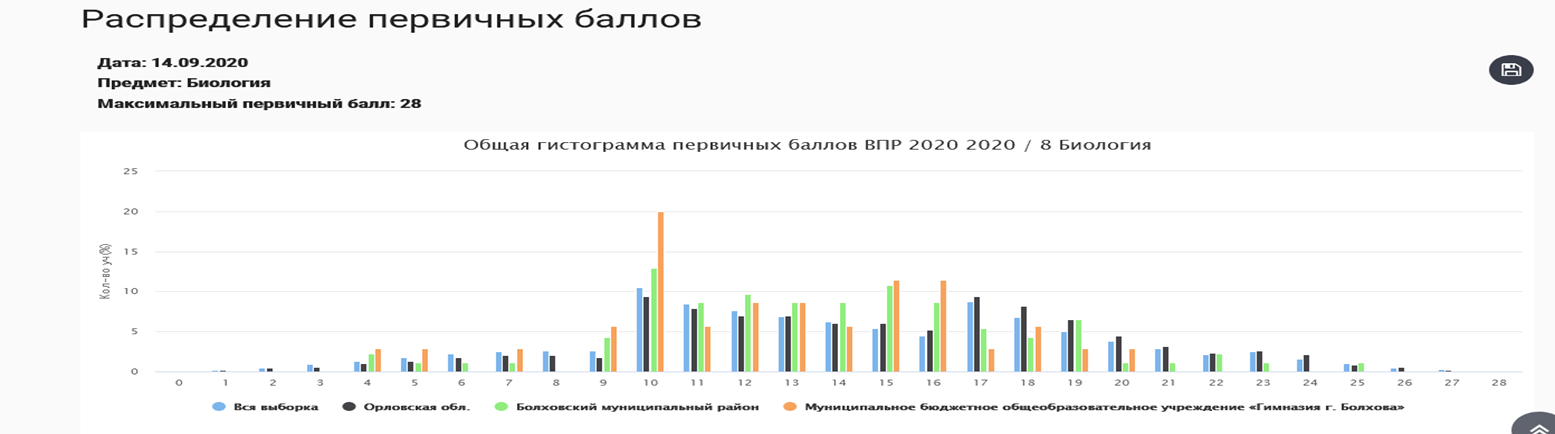 Распределение первичных баллов
Дата: 14.09.2020
Предмет: Биология
Максимальный первичный балл: 28
Общая гистограмма первичных баллов ВПР 2020 2020 / 8 Биология
25
20
15
10
5
0
Кол-во уч(%)
0 1 2 3 4 5 6 7 8 9 10 11 12 13 14 15 16 17 18 19 20 21 22 23 24 25 26 27 28
Вся выборка Орловская обл. Болховский муниципальный район Муниципальное бюджетное общеобразовательное учреждение «Гимназия г. Болхова»